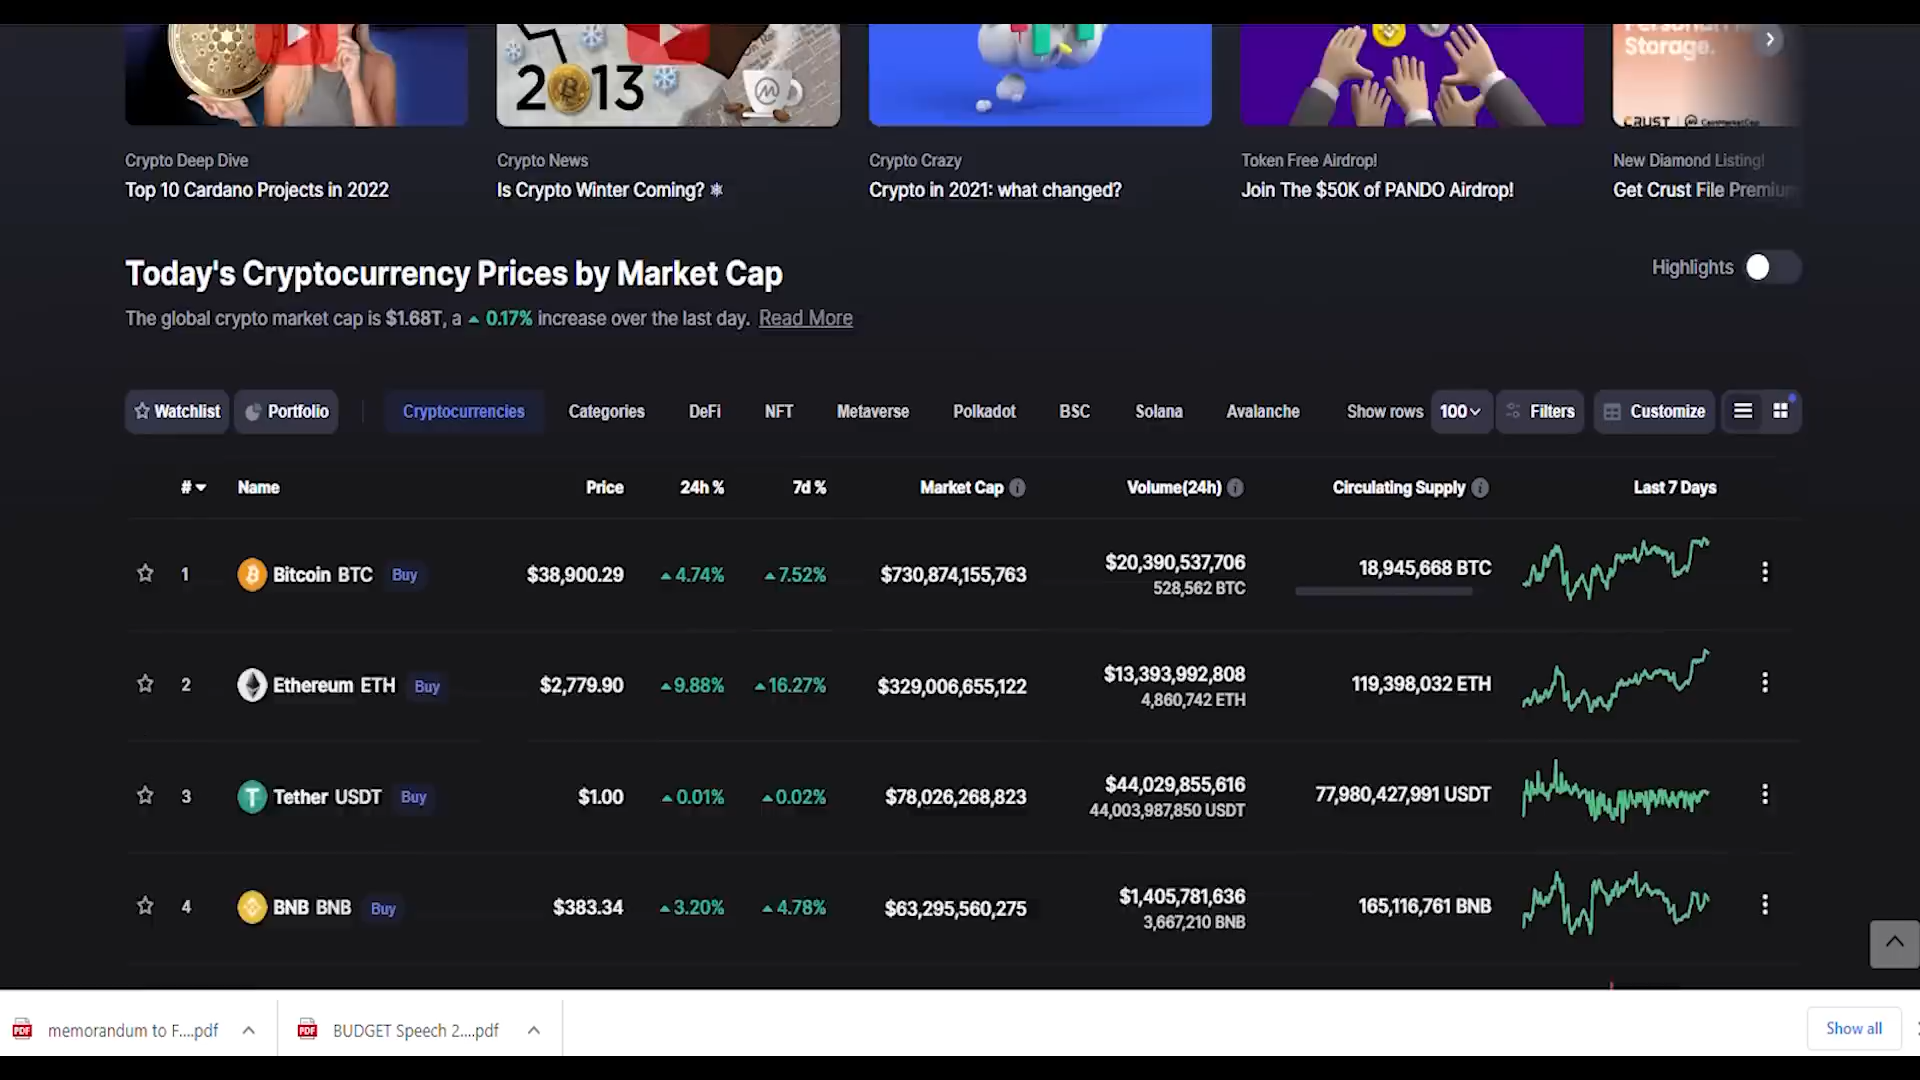 2013
Storage.
CRUST | CoinMarketCap
Crypto Deep Dive
Top 10 Cardano Projects in 2022
Crypto News
Is Crypto Winter Coming? ❄
Crypto Crazy
Crypto in 2021: what changed?
Token Free Airdrop!
Join The $50K of PANDO Airdrop!
New Diamond Listing!
Get Crust File Premium
Today's Cryptocurrency Prices by Market Cap
Highlights
The global crypto market cap is $1.68T, a ▲ 0.17% increase over the last day. Read More
Watchlist Portfolio Cryptocurrencies Categories DeFi NFT Metaverse Polkadot BSC Solana Avalanche Show rows 100 Filters Customize
# Name Price 24h % 7d % Market Cap Volume(24h) Circulating Supply Last 7 Days
1 Bitcoin BTC Buy $38,900.29 ▲4.74% ▲7.52% $730,874,155,763 $20,390,537,706 18,945,668 BTC
528,562 BTC
2 Ethereum ETH Buy $2,779.90 ▲9.88% ▲16.27% $329,006,655,122 $13,393,992,808 119,398,032 ETH
4,860,742 ETH
3 Tether USDT Buy $1.00 ▲0.01% ▲0.02% $78,026,268,823 $44,029,855,616 77,980,427,991 USDT
44,003,987,850 USDT
4 BNB BNB Buy $383.34 ▲3.20% ▲4.78% $63,295,560,275 $1,405,781,636 165,116,761 BNB
3,667,210 BNB
memorandum to F....pdf
BUDGET Speech 2....pdf
Show all